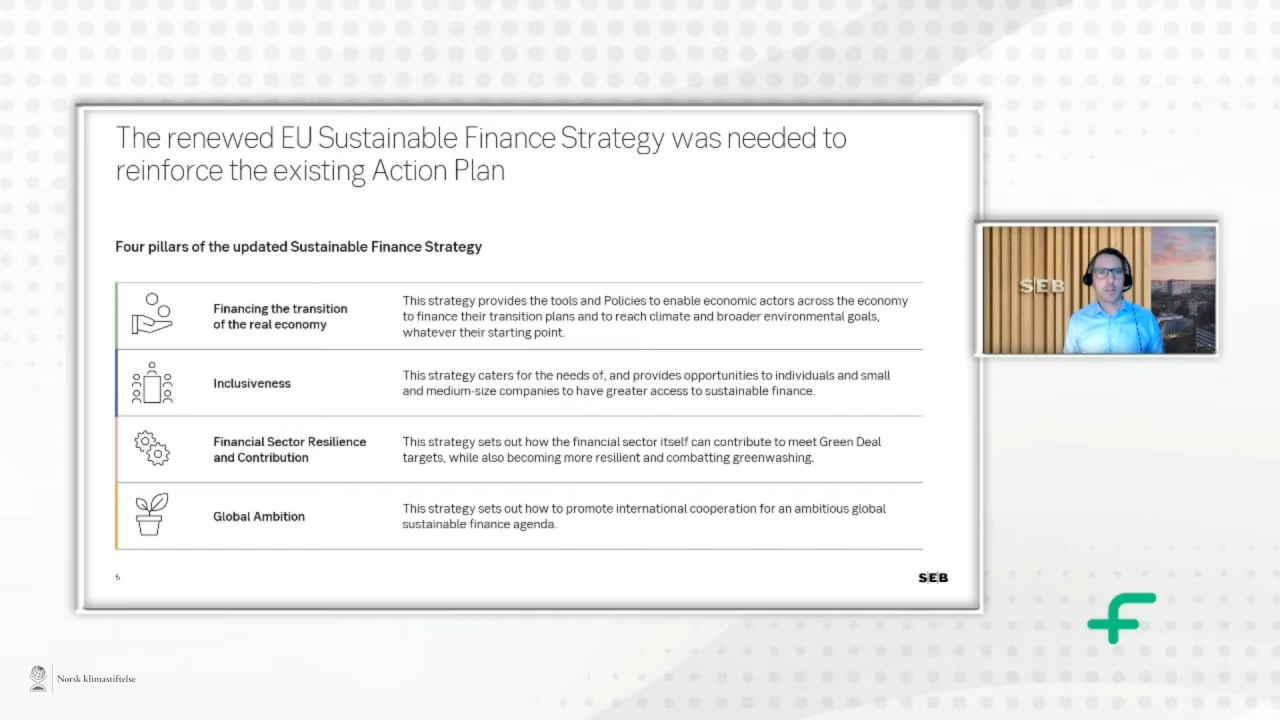 The renewed EU Sustainable Finance Strategy was needed to
reinforce the existing Action Plan
Four pillars of the updated Sustainable Finance Strategy
Financing the transition
of the real economy
This strategy provides the tools and Policies to enable economic actors across the economy
to finance their transition plans and to reach climate and broader environmental goals,
whatever their starting point.
Inclusiveness
This strategy caters for the needs of, and provides opportunities to individuals and small
and medium-size companies to have greater access to sustainable finance.
Financial Sector Resilience
and Contribution
This strategy sets out how the financial sector itself can contribute to meet Green Deal
targets, while also becoming more resilient and combatting greenwashing.
Global Ambition
This strategy sets out how to promote international cooperation for an ambitious global
sustainable finance agenda.
5
SEB
SEB
Norsk klimastiftelse